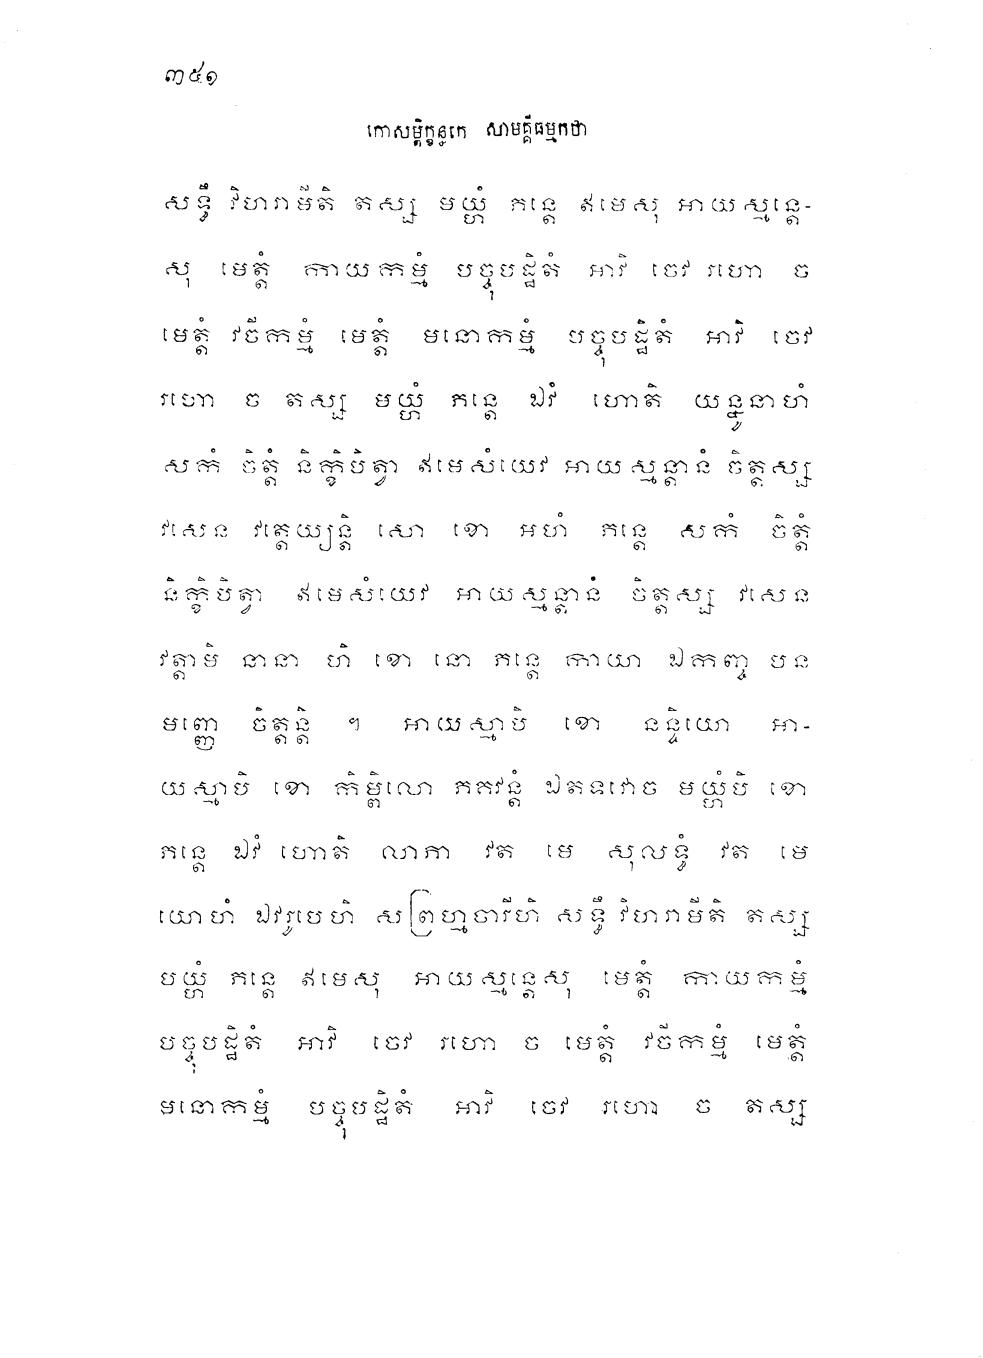 ៣៥១
កោសម្ពិក្ខន្ធកេ សាមគ្គីធម្មកថា
សទ្ធឹ វិហរាមីតិ តស្ស មយ្ហំ ភន្តេ ឥមេសុ អាយស្មន្តេ-
សុ មេត្តំ កាយកម្មំ បច្ចុបដ្ឋិតំ អាវិ ចេវ រហោ ច
មេត្តំ វចីកម្មំ មេត្តំ មនោកម្មំ បច្ចុបដ្ឋិតំ អាវិ ចេវ
រហោ ច តស្ស មយ្ហំ ភន្តេ ឯវំ ហោតិ យន្នូនាហំ
សកំ ចិត្តំ និក្ខិបិត្វា ឥមេសំយេវ អាយស្មន្តានំ ចិត្តស្ស
វសេន វត្តេយ្យន្តិ សោ ខោ អហំ ភន្តេ សកំ ចិត្តំ
និក្ខិបិត្វា ឥមេសំយេវ អាយស្មន្តានំ ចិត្តស្ស វសេន
វត្តាមិ នានា ហិ ខោ នោ ភន្តេ កាយា ឯកញ្ច បន
មញ្ញេ ចិត្តន្តិ ។ អាយស្មាបិ ខោ នន្ទិយោ អា-
យស្មាបិ ខោ កិម្ពិលោ ភគវន្តំ ឯតទវោច មយ្ហំបិ ខោ
ភន្តេ ឯវំ ហោតិ លាភា វត មេ សុលទ្ធំ វត មេ
យោហំ ឯវរូបេហិ សព្រហ្មចារីហិ សទ្ធឹ វិហរាមីតិ តស្ស
មយ្ហំ ភន្តេ ឥមេសុ អាយស្មន្តេសុ មេត្តំ កាយកម្មំ
បច្ចុបដ្ឋិតំ អាវិ ចេវ រហោ ច មេត្តំ វចីកម្មំ មេត្តំ
មនោកម្មំ បច្ចុបដ្ឋិតំ អាវិ ចេវ រហោ ច តស្ស